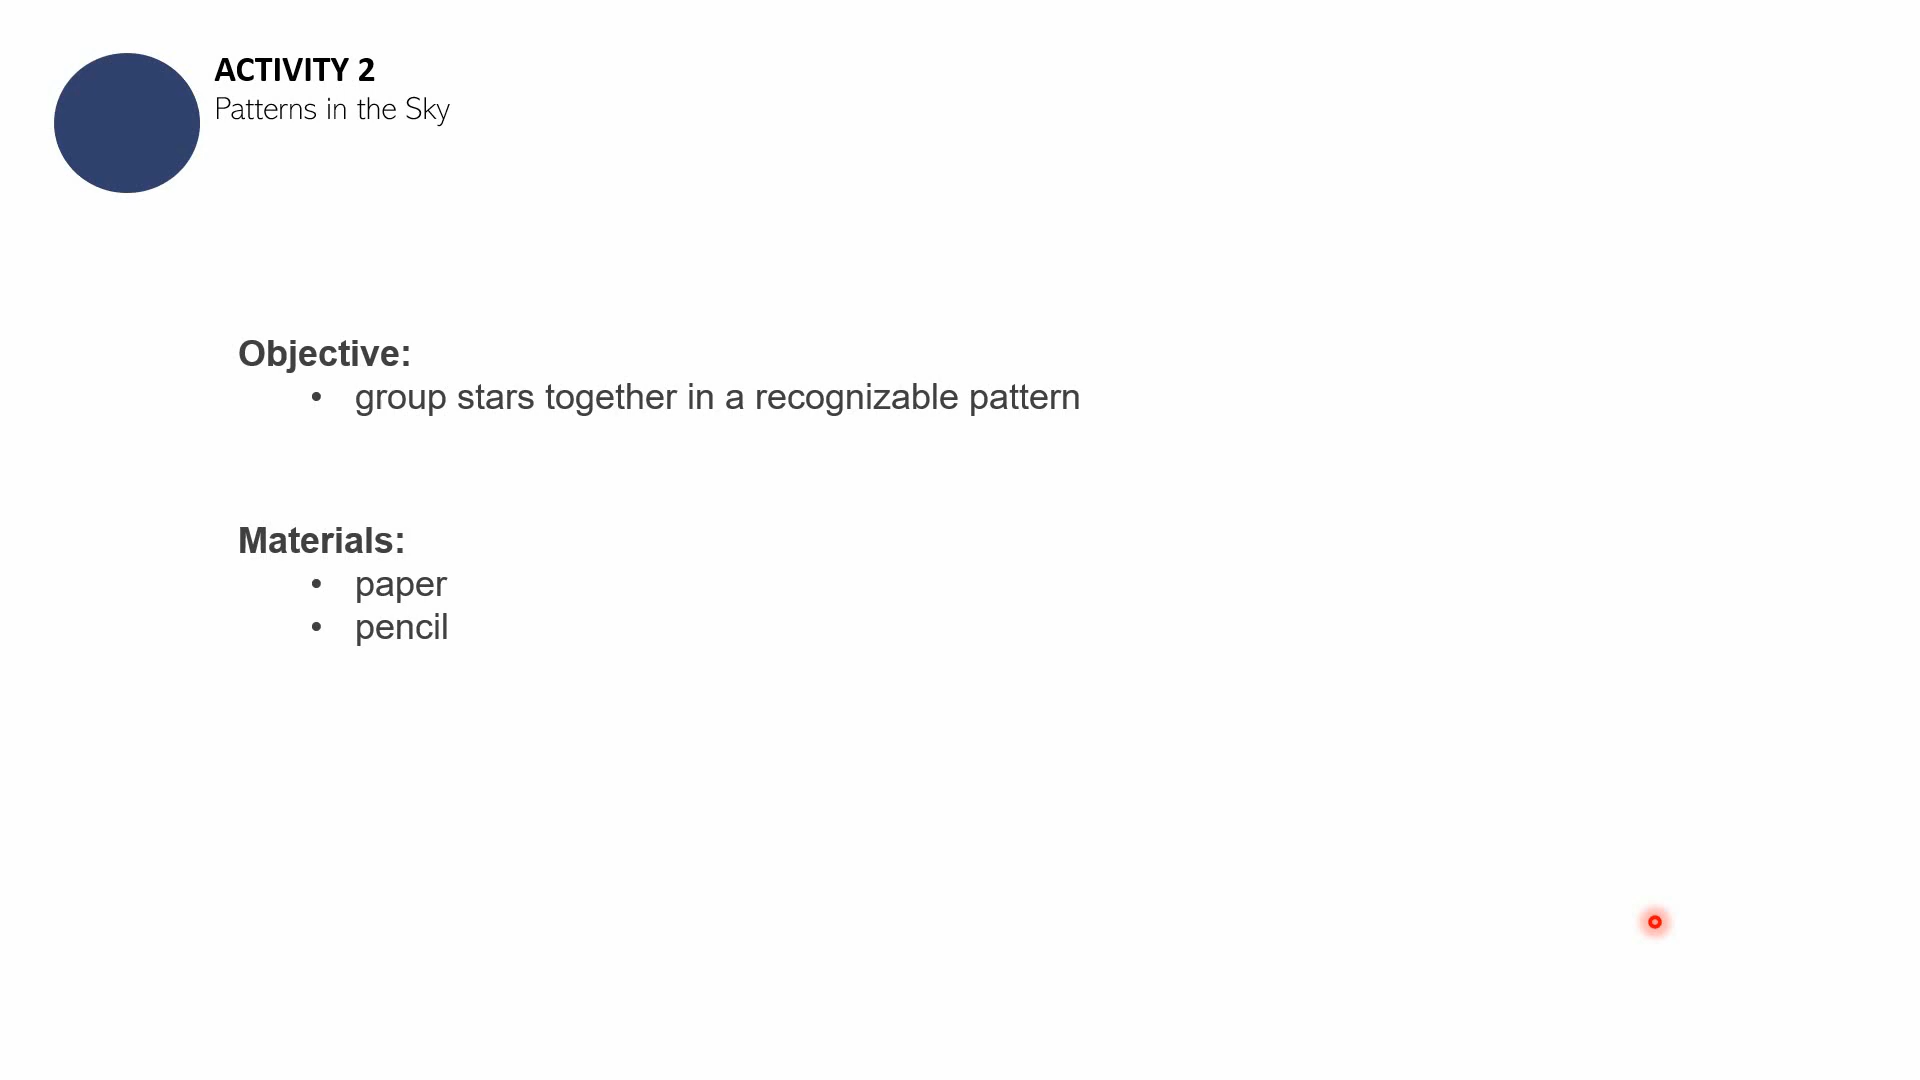 ACTIVITY 2
Patterns in the Sky
Objective:
• group stars together in a recognizable pattern
Materials:
• paper
• pencil